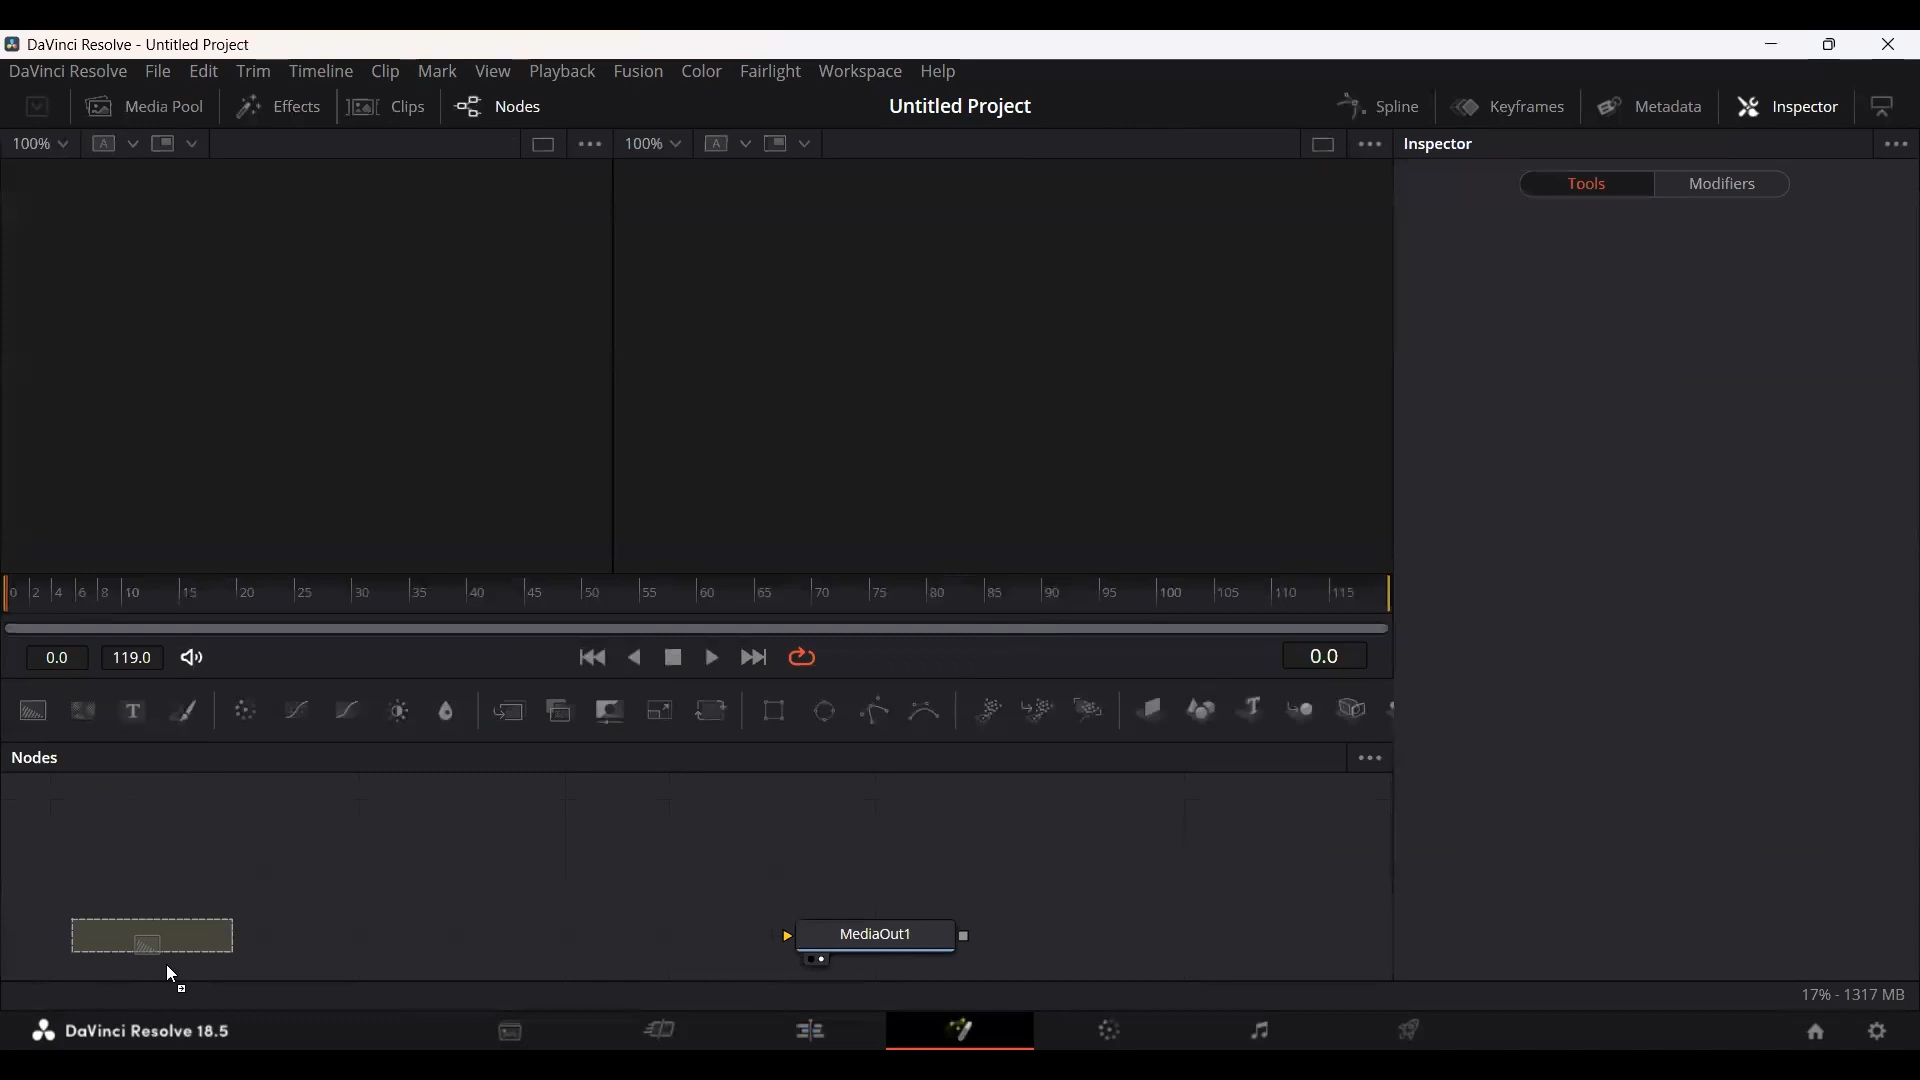 DaVinci Resolve - Untitled Project
DaVinci Resolve File Edit Trim Timeline Clip Mark View Playback Fusion Color Fairlight Workspace Help
Media Pool Effects Clips Nodes Untitled Project Spline Keyframes Metadata Inspector
100% A 100% A Inspector
Tools Modifiers
0 2 4 6 8 10 15 20 25 30 35 40 45 50 55 60 65 70 75 80 85 90 95 100 105 110 115
0.0 119.0 0.0
T T
Nodes
MediaOut1
17% - 1317 MB
DaVinci Resolve 18.5